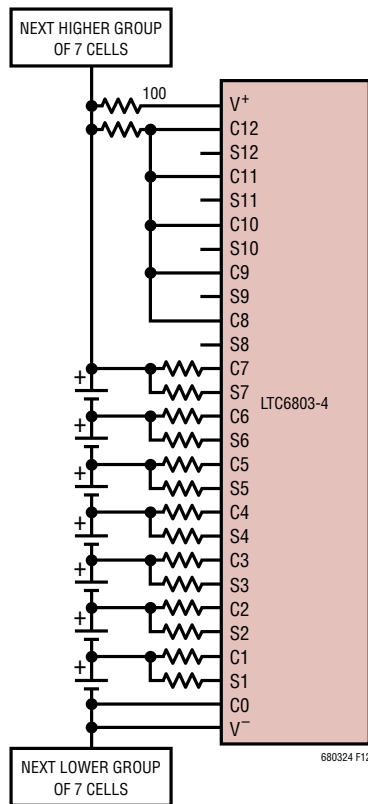 NEXT HIGHER GROUP
OF 7 CELLS
100
V+
C12
S12
C11
S11
C10
S10
C9
S9
C8
S8
C7
S7
LTC6803-4
C6
S6
C5
S5
C4
S4
C3
S3
C2
S2
C1
S1
C0
V−
+
+
+
+
+
+
+
NEXT LOWER GROUP
OF 7 CELLS
680324 F12